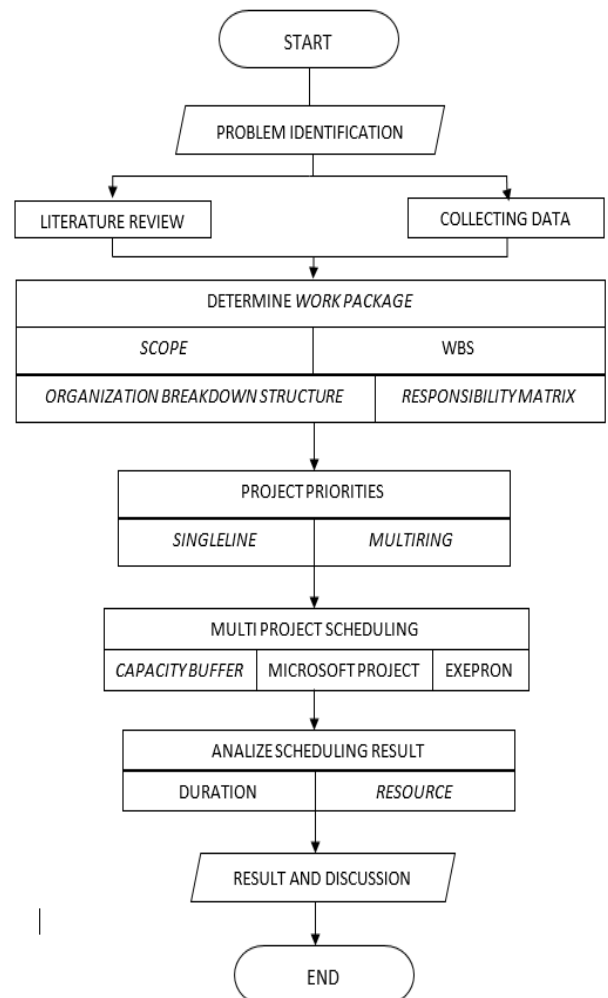 START
PROBLEM IDENTIFICATION
LITERATURE REVIEW
COLLECTING DATA
DETERMINE WORK PACKAGE
SCOPE
WBS
ORGANIZATION BREAKDOWN STRUCTURE
RESPONSIBILITY MATRIX
PROJECT PRIORITIES
SINGLELINE
MULTIRING
MULTI PROJECT SCHEDULING
CAPACITY BUFFER
MICROSOFT PROJECT
EXEPRON
ANALIZE SCHEDULING RESULT
DURATION
RESOURCE
RESULT AND DISCUSSION
END